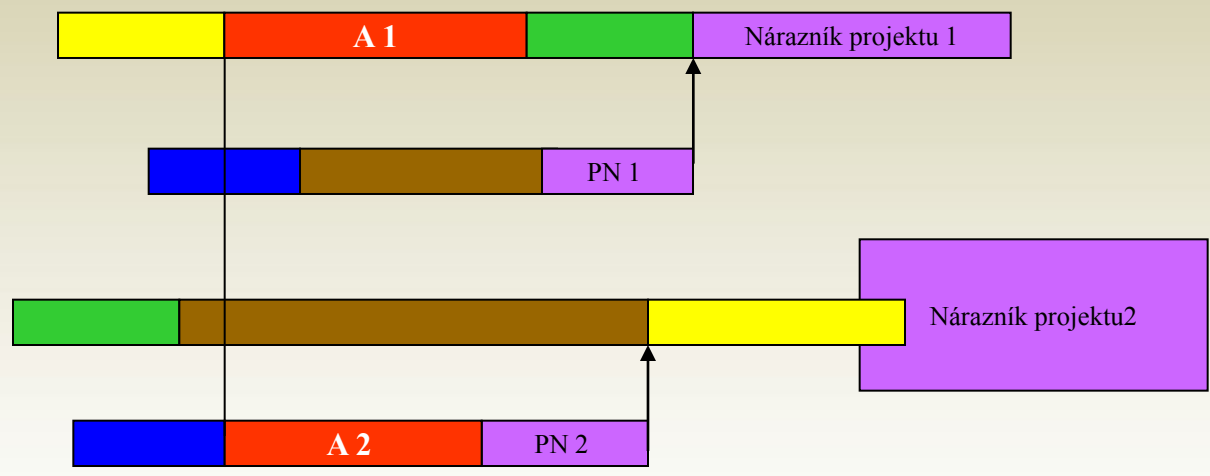 A 1
Nárazník projektu 1
PN 1
Nárazník projektu2
A 2
PN 2